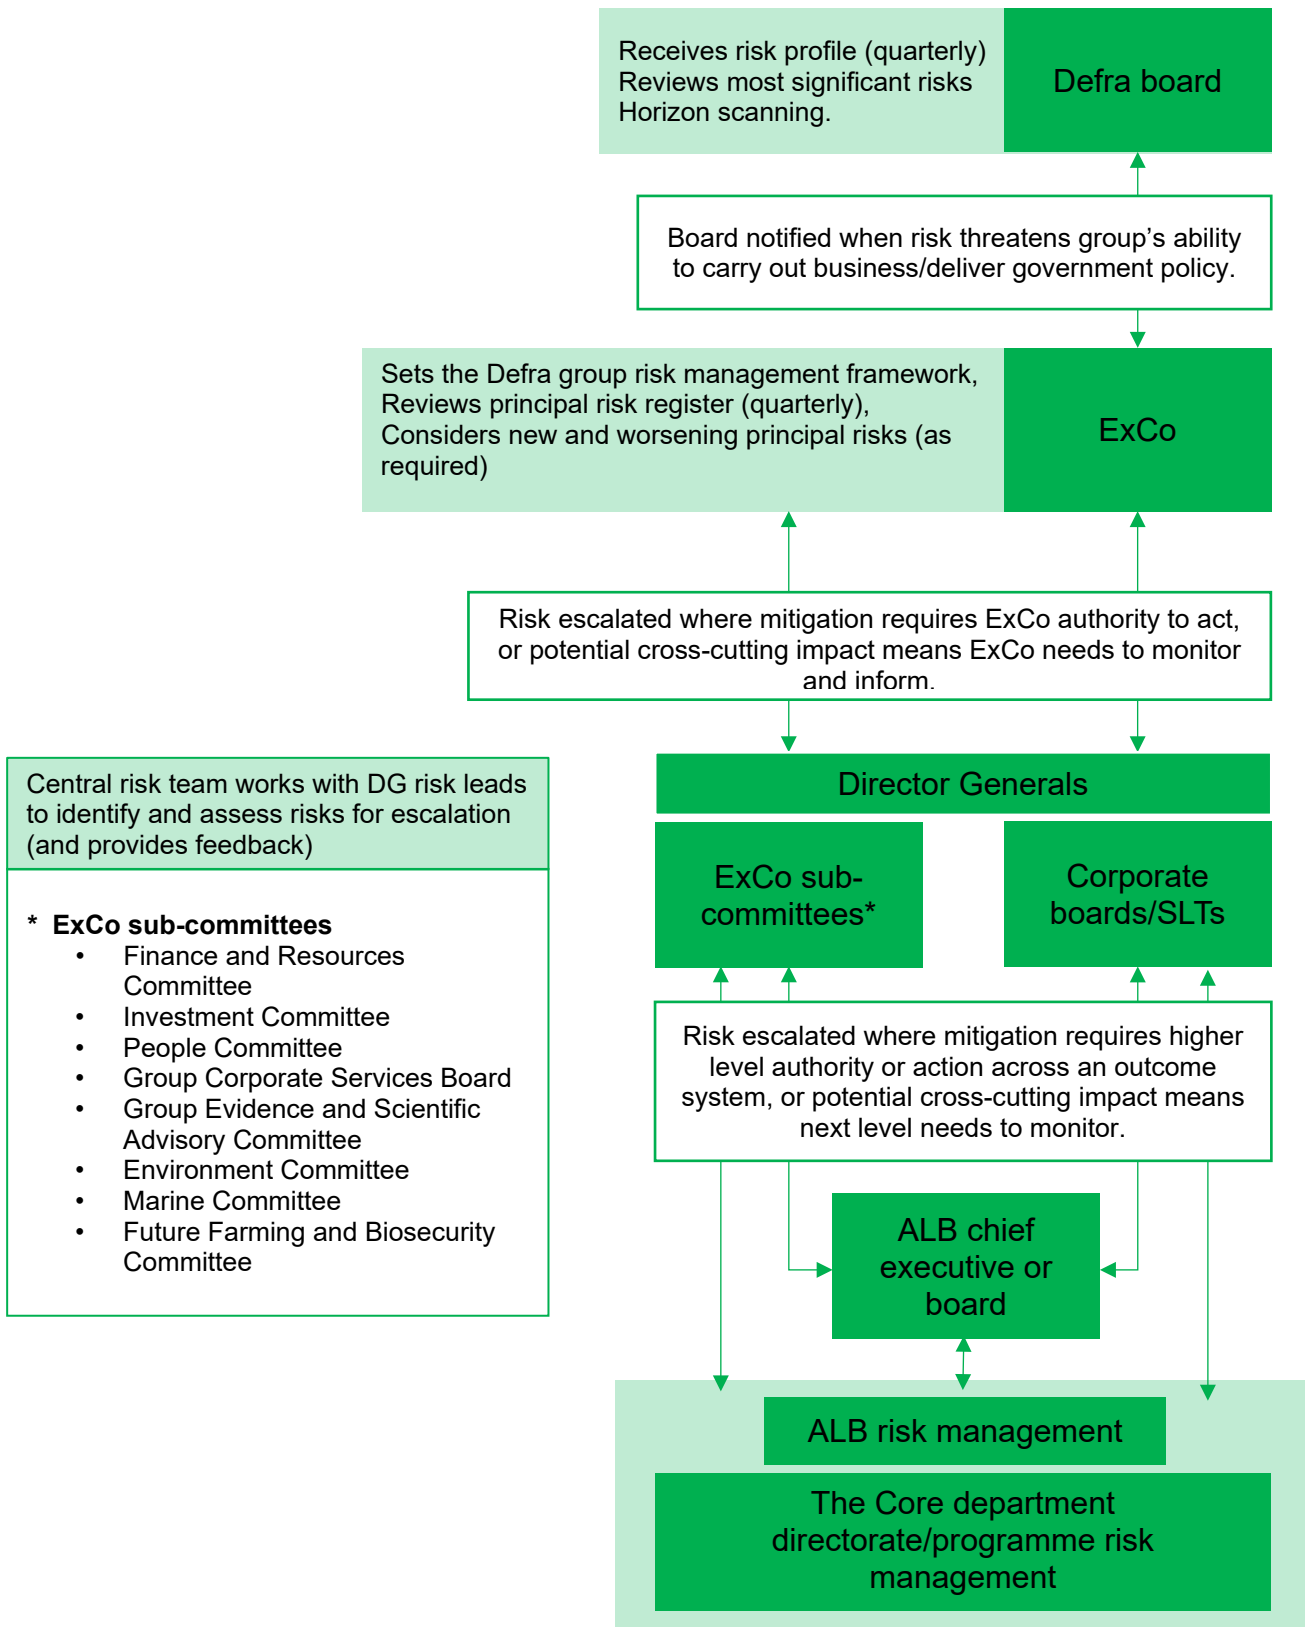 Receives risk profile (quarterly)
Reviews most significant risks
Horizon scanning.
Defra board
Board notified when risk threatens group’s ability
to carry out business/deliver government policy.
Sets the Defra group risk management framework,
Reviews principal risk register (quarterly),
Considers new and worsening principal risks (as
required)
ExCo
Risk escalated where mitigation requires ExCo authority to act,
or potential cross-cutting impact means ExCo needs to monitor
and inform.
Director Generals
Central risk team works with DG risk leads
to identify and assess risks for escalation
(and provides feedback)
* ExCo sub-committees
• Finance and Resources
Committee
• Investment Committee
• People Committee
• Group Corporate Services Board
• Group Evidence and Scientific
Advisory Committee
• Environment Committee
• Marine Committee
• Future Farming and Biosecurity
Committee
ExCo sub-
committees*
Corporate
boards/SLTs
Risk escalated where mitigation requires higher
level authority or action across an outcome
system, or potential cross-cutting impact means
next level needs to monitor.
ALB chief
executive or
board
ALB risk management
The Core department
directorate/programme risk
management